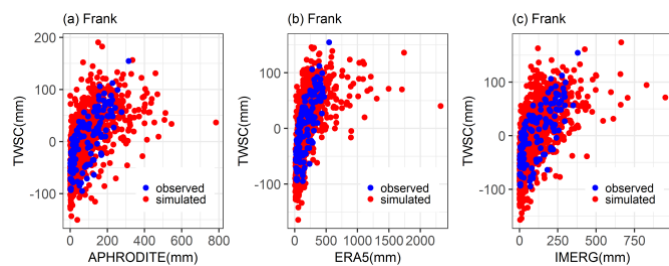 (a) Frank
TWSC(mm)
200
100
0
-100
0 200 400 600 800
APHRODITE(mm)
observed
simulated
(b) Frank
TWSC(mm)
100
0
-100
0 500 1000 1500 2000
ERA5(mm)
observed
simulated
(c) Frank
TWSC(mm)
100
0
-100
0 250 500 750
IMERG(mm)
observed
simulated